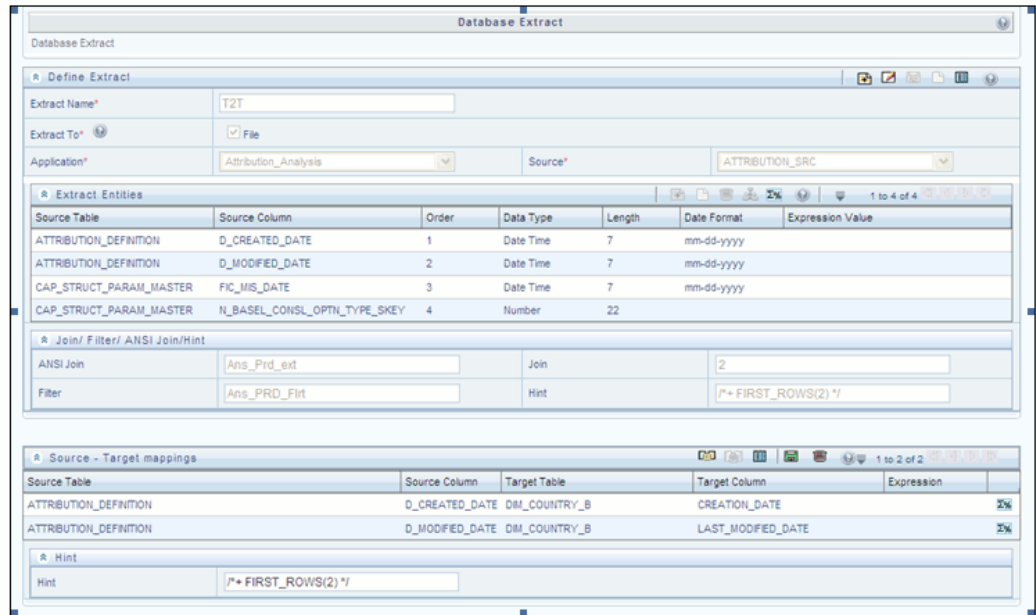 Database Extract
Database Extract
Define Extract
Extract Name* T2T
Extract To* File
Application* Attribution_Analysis Source* ATTRIBUTION_SRC
Extract Entities 1 to 4 of 4
Source Table Source Column Order Data Type Length Date Format Expression Value
ATTRIBUTION_DEFINITION D_CREATED_DATE 1 Date Time 7 mm-dd-yyyy
ATTRIBUTION_DEFINITION D_MODIFIED_DATE 2 Date Time 7 mm-dd-yyyy
CAP_STRUCT_PARAM_MASTER FIC_MIS_DATE 3 Date Time 7 mm-dd-yyyy
CAP_STRUCT_PARAM_MASTER N_BASEL_CONSL_OPTN_TYPE_SKEY 4 Number 22
Join/ Filter/ ANSI Join/Hint
ANSI Join Ans_Prd_ext Join 2
Filter Ans_PRD_Flrt Hint /*+ FIRST_ROWS(2) */
Source - Target mappings 1 to 2 of 2
Source Table Source Column Target Table Target Column Expression
ATTRIBUTION_DEFINITION D_CREATED_DATE DIM_COUNTRY_B CREATION_DATE
ATTRIBUTION_DEFINITION D_MODIFIED_DATE DIM_COUNTRY_B LAST_MODIFIED_DATE
Hint
Hint /*+ FIRST_ROWS(2) */